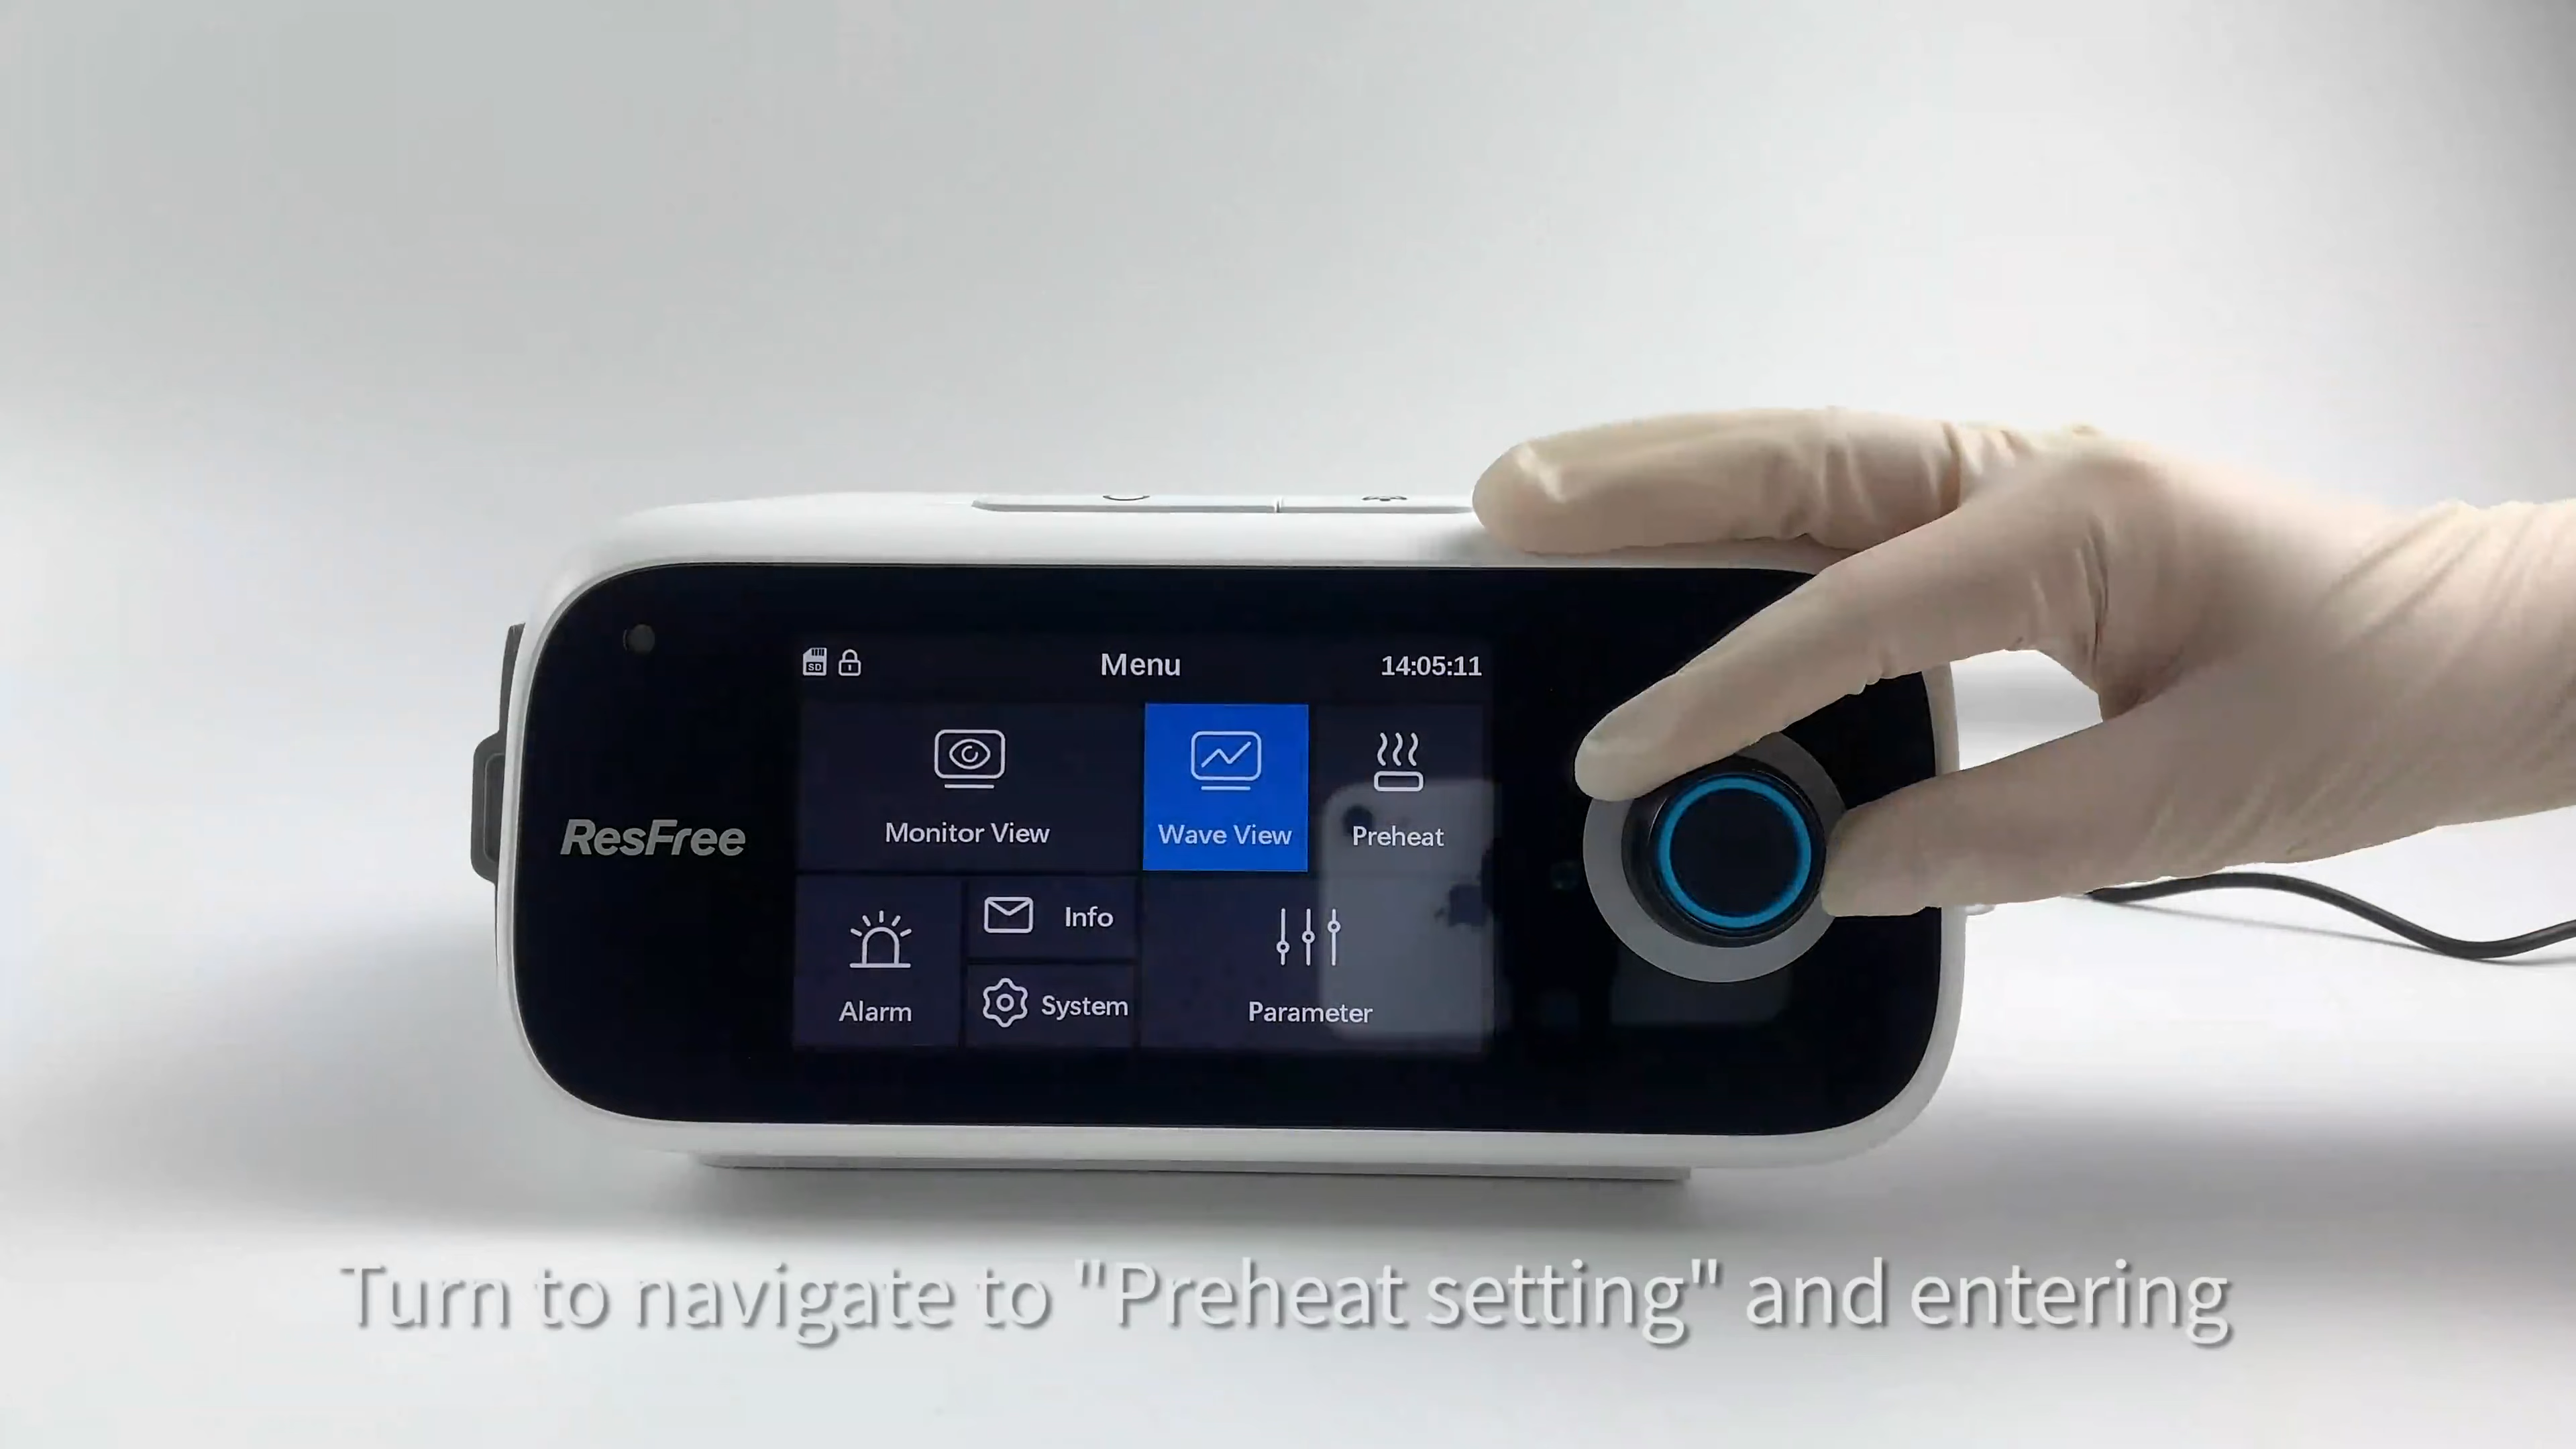 SD
Menu
14:05:11
Monitor View
Wave View
Preheat
ResFree
Info
Alarm
System
Parameter
Turn to navigate to "Preheat setting" and entering